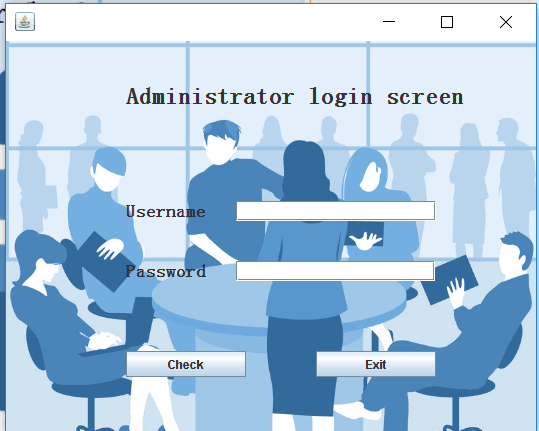 Administrator login screen
Username
Password
Check
Exit